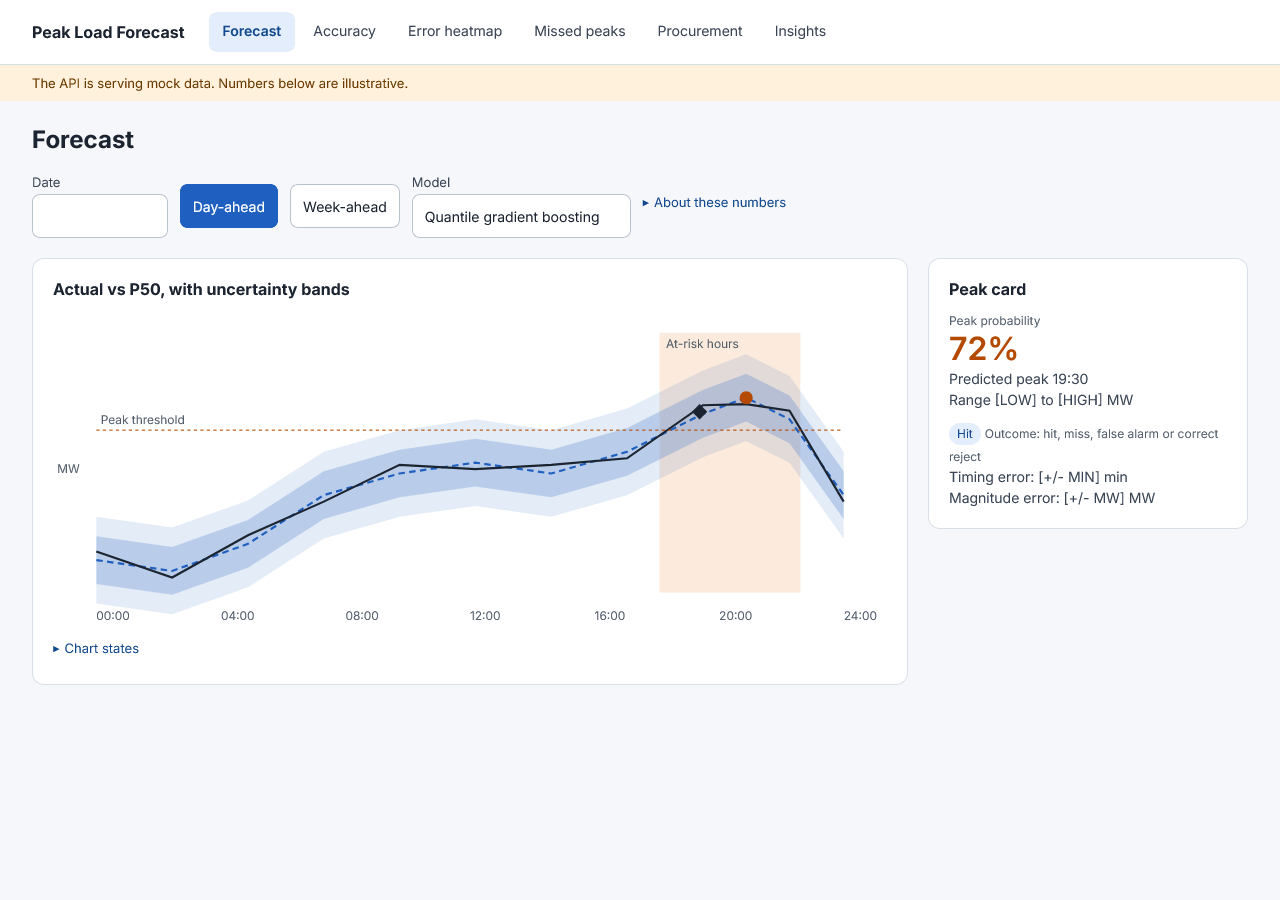 Peak Load Forecast
Forecast
Accuracy
Error heatmap
Missed peaks
Procurement
Insights
The API is serving mock data. Numbers below are illustrative.
Forecast
Date
Day-ahead
Week-ahead
Model
Quantile gradient boosting
▸ About these numbers
Actual vs P50, with uncertainty bands
At-risk hours
Peak threshold
MW
00:00 04:00 08:00 12:00 16:00 20:00 24:00
▸ Chart states
Peak card
Peak probability
72%
Predicted peak 19:30
Range [LOW] to [HIGH] MW
Hit Outcome: hit, miss, false alarm or correct
reject
Timing error: [+/- MIN] min
Magnitude error: [+/- MW] MW